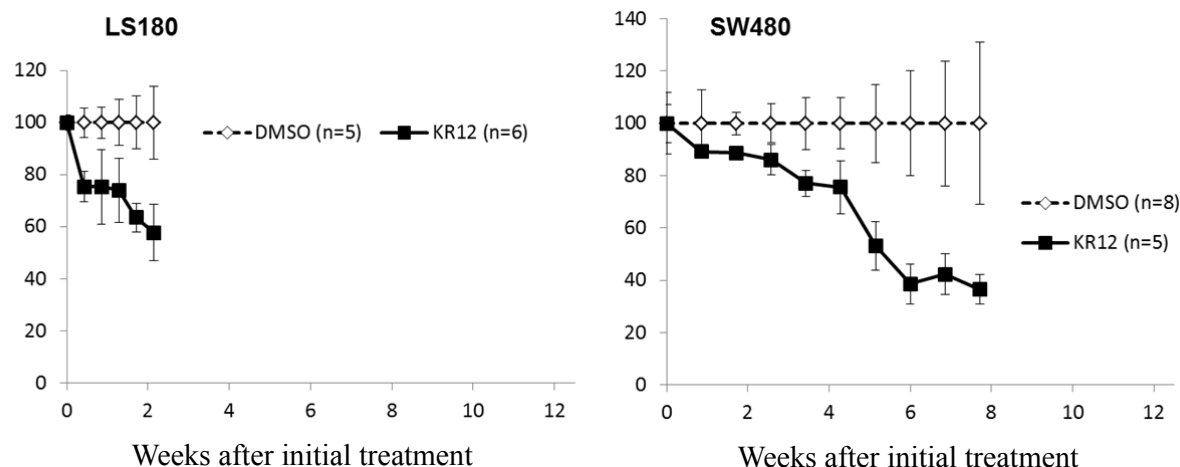 LS180
120
100
80
60
40
20
0
0 2 4 6 8 10 12
DMSO (n=5) KR12 (n=6)
Weeks after initial treatment
SW480
140
120
100
80
60
40
20
0
0 2 4 6 8 10 12
DMSO (n=8)
KR12 (n=5)
Weeks after initial treatment